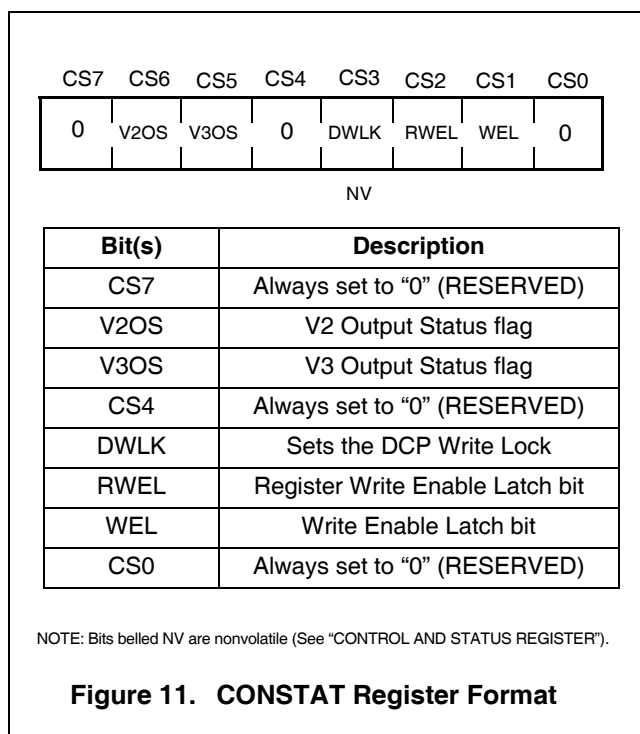 CS7 CS6 CS5 CS4 CS3 CS2 CS1 CS0
0 V2OS V3OS 0 DWLK RWEL WEL 0
NV
Bit(s) Description
CS7 Always set to “0” (RESERVED)
V2OS V2 Output Status flag
V3OS V3 Output Status flag
CS4 Always set to “0” (RESERVED)
DWLK Sets the DCP Write Lock
RWEL Register Write Enable Latch bit
WEL Write Enable Latch bit
CS0 Always set to “0” (RESERVED)
NOTE: Bits belled NV are nonvolatile (See “CONTROL AND STATUS REGISTER”).
Figure 11. CONSTAT Register Format